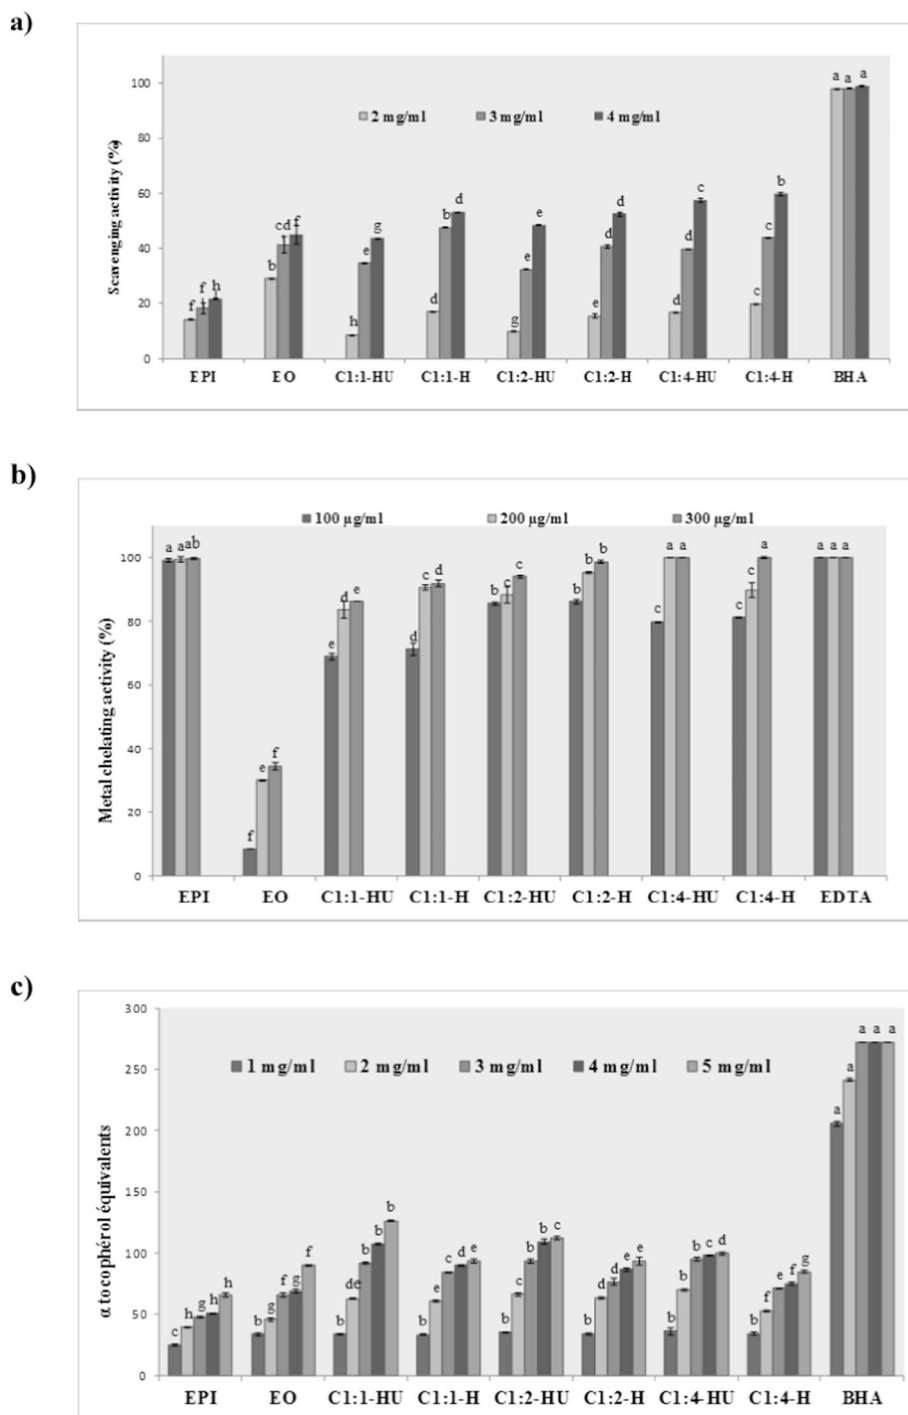 a)
Scavenging activity (%)
100
80
60
40
20
0
2 mg/ml 3 mg/ml 4 mg/ml
f f h
b cd f
h e g
d b d
g e e
e d d
d d c
c c b
a a a
EPI EO C1:1-HU C1:1-H C1:2-HU C1:2-H C1:4-HU C1:4-H BHA
b)
Metal chelating activity (%)
100
80
60
40
20
0
100 µg/ml 200 µg/ml 300 µg/ml
a a ab
f e f
e d e
d c d
b c c
b b b
c a a
c c a
a a a
EPI EO C1:1-HU C1:1-H C1:2-HU C1:2-H C1:4-HU C1:4-H EDTA
c)
α tocophérol équivalents
300
250
200
150
100
50
0
1 mg/ml 2 mg/ml 3 mg/ml 4 mg/ml 5 mg/ml
c h g h h
b g f g f
b de b b b
b e c d e
b c b b c
b d d e e
b b b c d
b f e f g
a a a a a
EPI EO C1:1-HU C1:1-H C1:2-HU C1:2-H C1:4-HU C1:4-H BHA